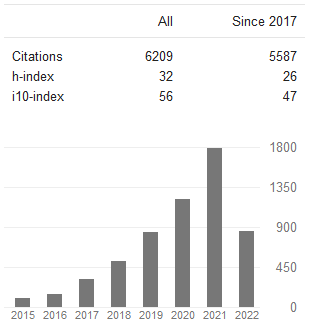 All Since 2017
Citations 6209 5587
h-index 32 26
i10-index 56 47
1800
1350
900
450
0
2015 2016 2017 2018 2019 2020 2021 2022